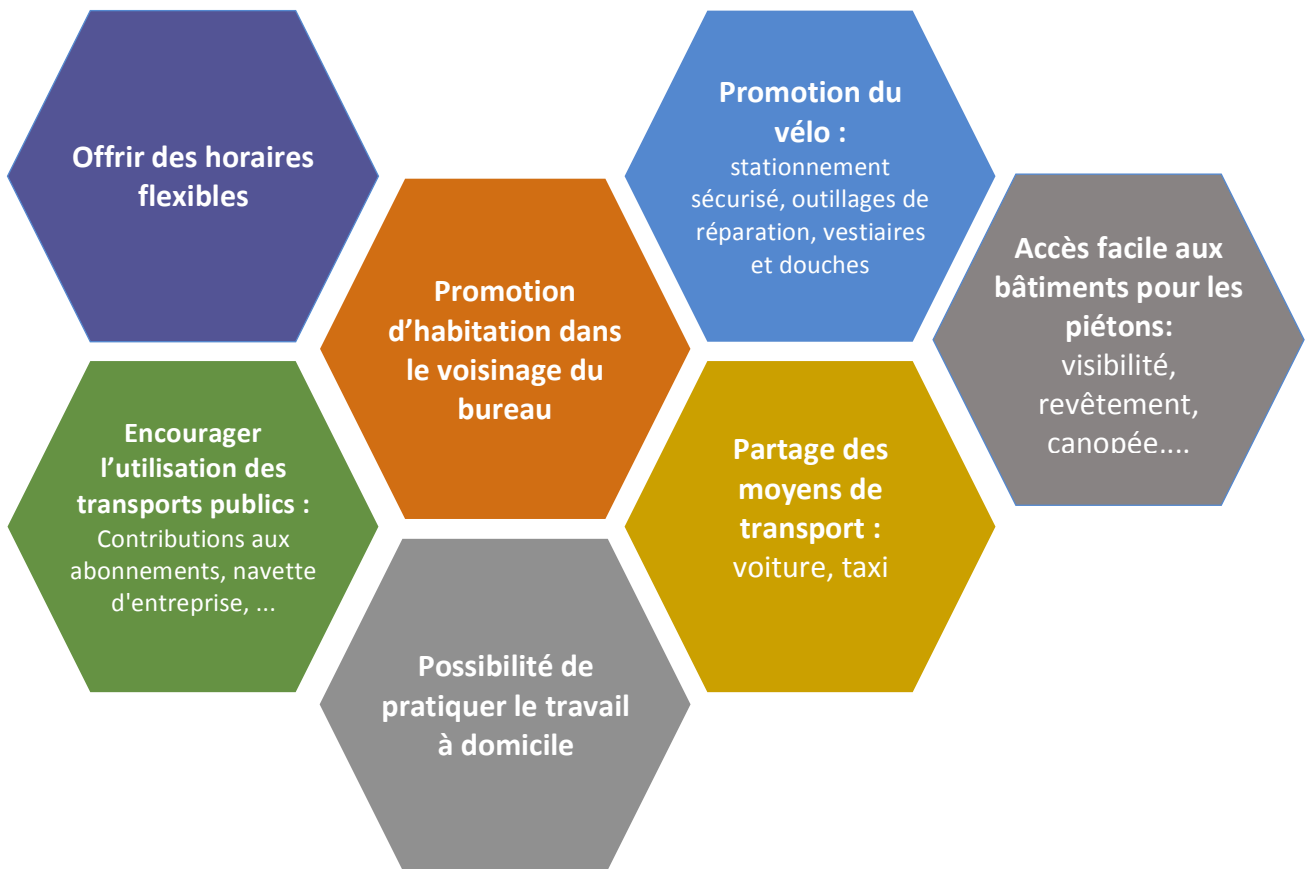 Offrir des horaires
flexibles
Promotion du
vélo :
stationnement
sécurisé, outillages de
réparation, vestiaires
et douches
Promotion
d’habitation dans
le voisinage du
bureau
Accès facile aux
bâtiments pour les
piétons:
visibilité,
revêtement,
canopée,...
Encourager
l’utilisation des
transports publics :
Contributions aux
abonnements, navette
d'entreprise, ...
Partage des
moyens de
transport :
voiture, taxi
Possibilité de
pratiquer le travail
à domicile